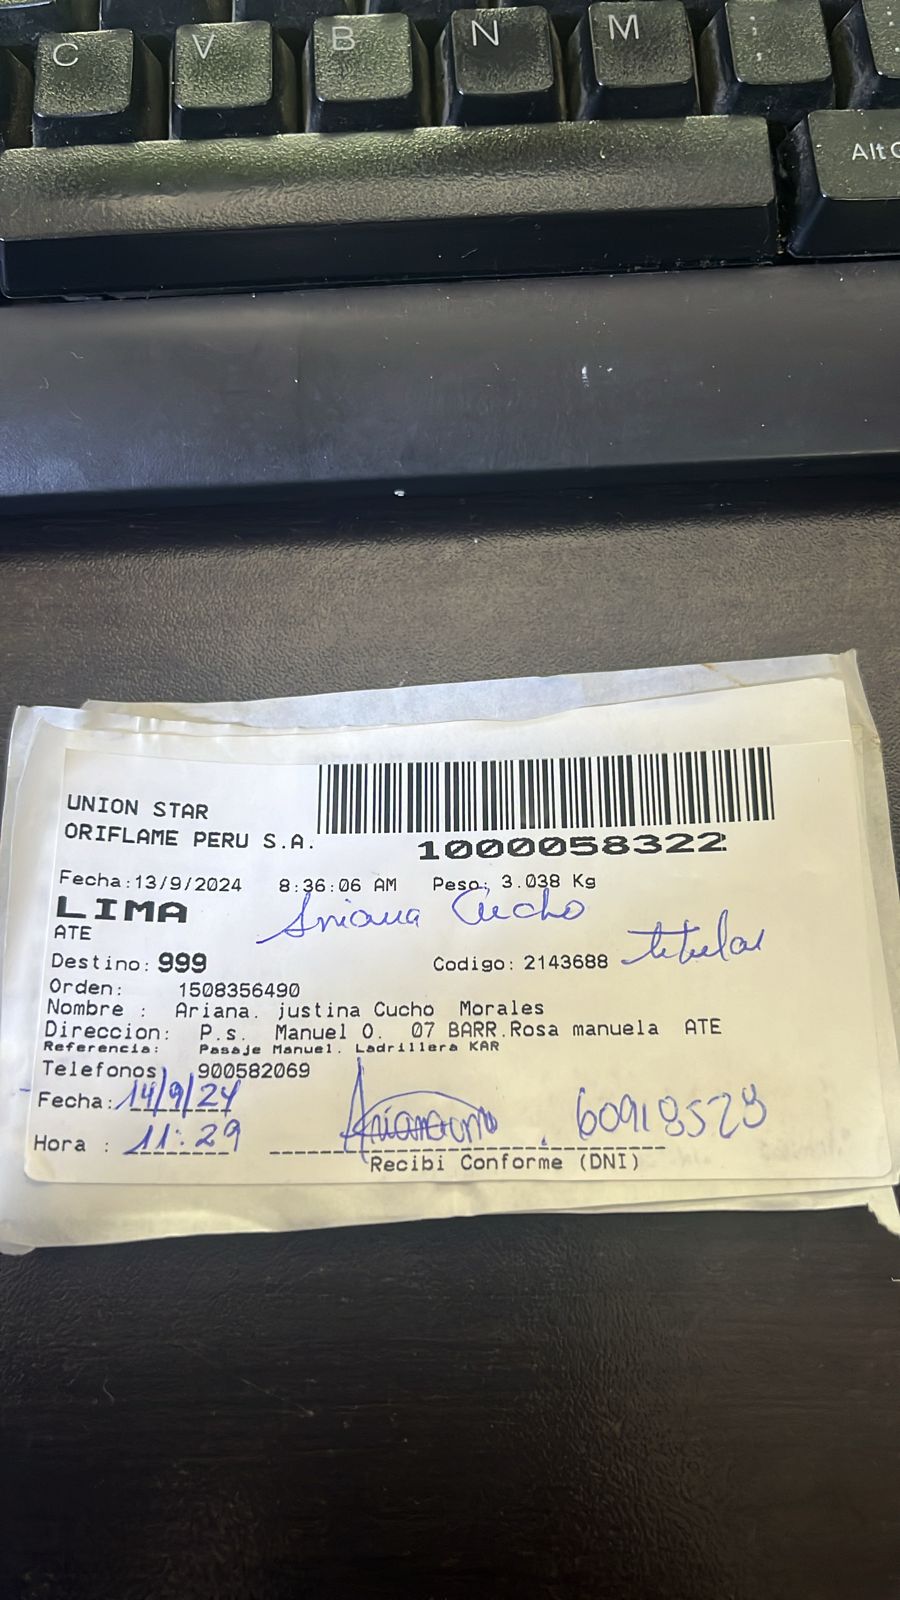 C V B N M ; :
Alt
UNION STAR
ORIFLAME PERU S.A.
1000058322
Fecha:13/9/2024 8:36:06 AM Peso: 3.038 Kg
LIMA
Ariana Cucho
ATE
titular
Destino: 999 Codigo: 2143688
Orden: 1508356490
Nombre : Ariana. justina Cucho Morales
Direccion: P.s. Manuel O. 07 BARR.Rosa manuela ATE
Referencia: Pasaje Manuel. Ladrillera KAR
Telefonos: 900582069
Fecha: 14/9/24
Hora : 11:29
Recibi Conforme (DNI)